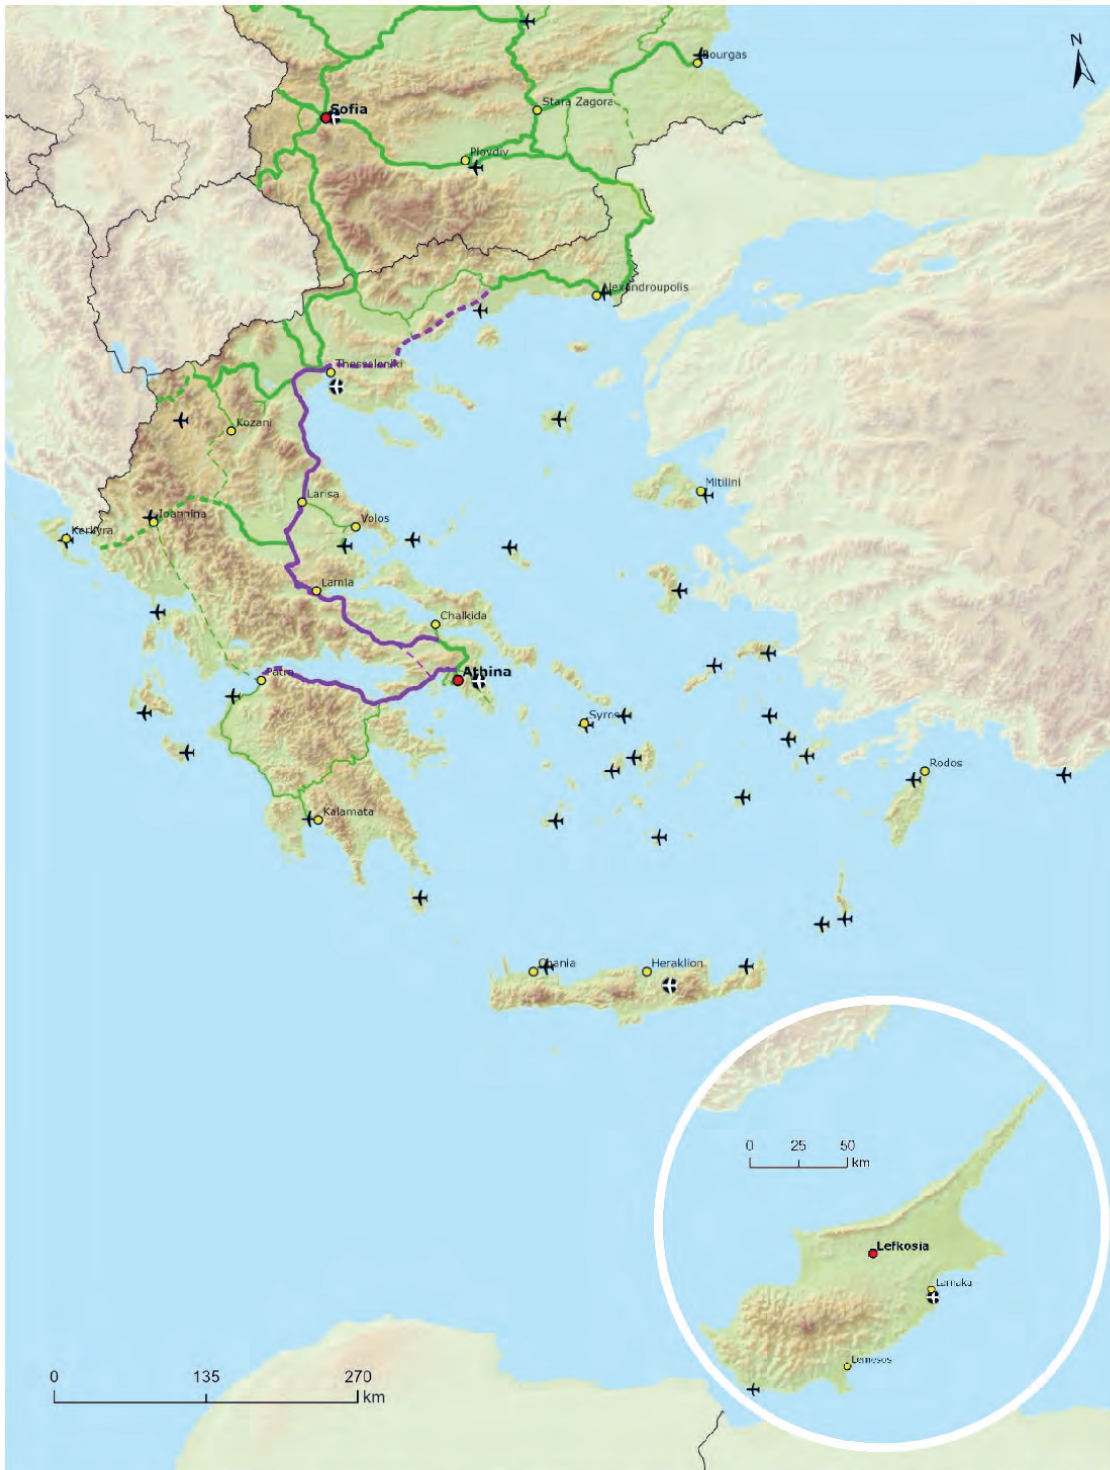 N
Bourgas
Stara Zagora
Sofia
Plovdiv
Alexandroupolis
Thessaloniki
Kozani
Mitilini
Larisa
Ioannina
Volos
Kerkyra
Lamia
Chalkida
Athina
Patra
Syros
Rodos
Kalamata
Chania
Heraklion
0 25 50
km
Lefkosia
Larnaka
Lemesos
0 135 270
km